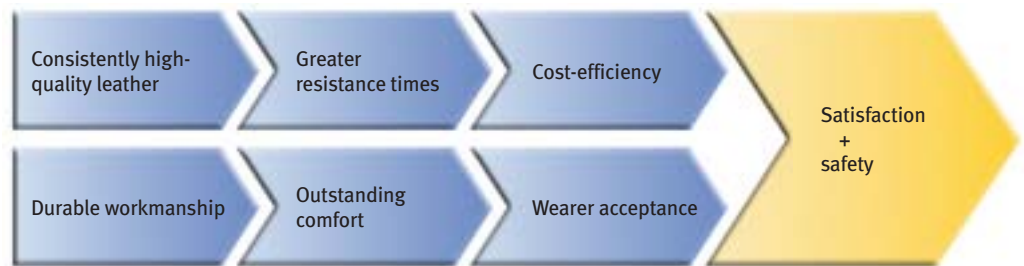 Consistently high-
quality leather
Greater
resistance times
Cost-efficiency
Durable workmanship
Outstanding
comfort
Wearer acceptance
Satisfaction
+
safety